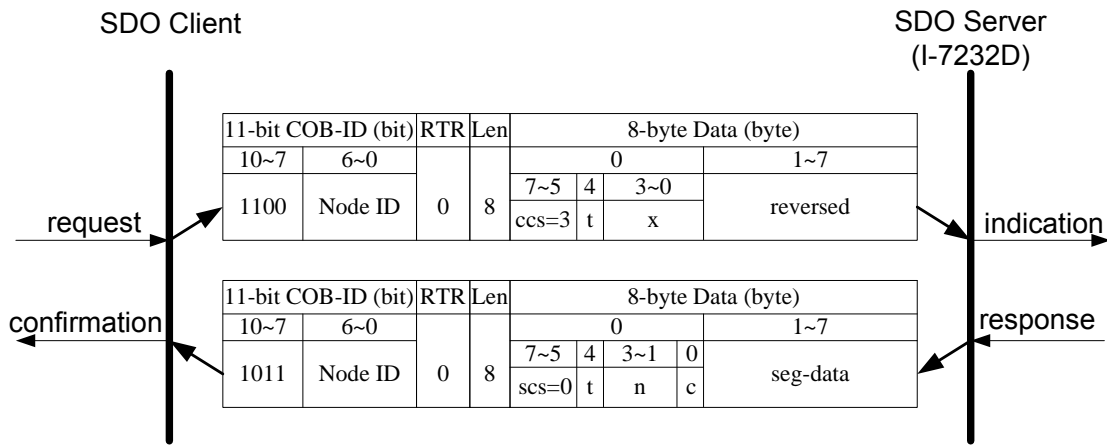 SDO Client
SDO Server
(I-7232D)
11-bit COB-ID (bit) RTR Len 8-byte Data (byte)
10~7 6~0 0 1~7
7~5 4 3~0
1100 Node ID 0 8 reversed
ccs=3 t x
request
indication
11-bit COB-ID (bit) RTR Len 8-byte Data (byte)
10~7 6~0 0 1~7
confirmation
response
7~5 4 3~1 0
1011 Node ID 0 8 seg-data
scs=0 t n c